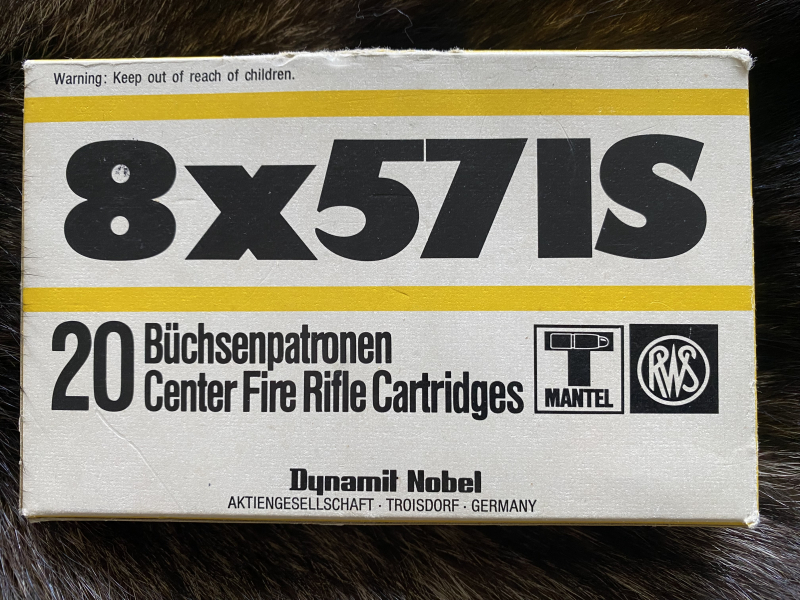 Warning: Keep out of reach of children.
8x57IS
20 Büchsenpatronen
Center Fire Rifle Cartridges
T
MANTEL
RWS
Dynamit Nobel
AKTIENGESELLSCHAFT · TROISDORF · GERMANY